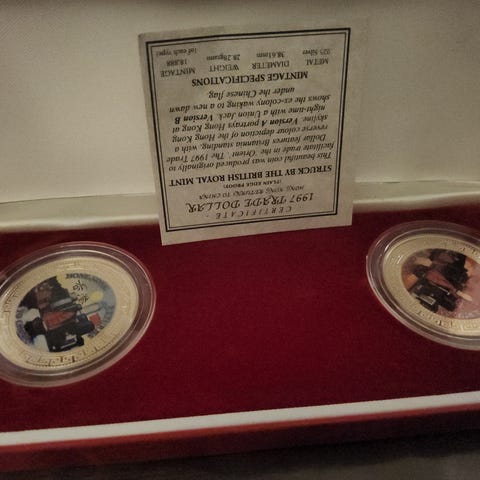 - CERTIFICATE -
HONG KONG RETURNS TO CHINA
1997 TRADE DOLLAR
(PLAIN EDGE PROOF)
STRUCK BY THE BRITISH ROYAL MINT
This beautiful coin was produced originally to
facilitate trade in the 'Orient'. The 1997 Trade
Dollar features Britannia, standing, with a
reverse colour depiction of the Hong Kong
skyline. Version A portrays Hong Kong at
night-time with a Union Jack. Version B
shows the ex-colony waking to a new dawn
under the Chinese flag.
MINTAGE SPECIFICATIONS
METAL DIAMETER WEIGHT MINTAGE
.925 Silver 38.61mm 28.28grams 18,888
(of each type)